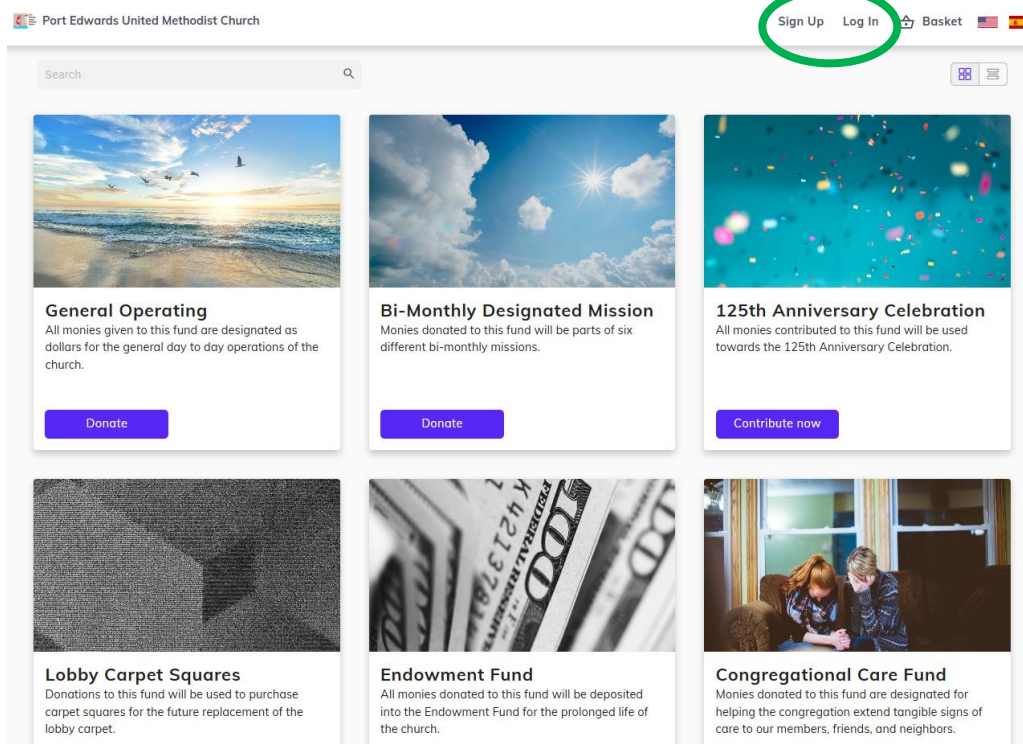 Port Edwards United Methodist Church
Sign Up Log In Basket
Search
General Operating
All monies given to this fund are designated as
dollars for the general day to day operations of the
church.
Donate
Bi-Monthly Designated Mission
Monies donated to this fund will be parts of six
different bi-monthly missions.
Donate
125th Anniversary Celebration
All monies contributed to this fund will be used
towards the 125th Anniversary Celebration.
Contribute now
Lobby Carpet Squares
Donations to this fund will be used to purchase
carpet squares for the future replacement of the
lobby carpet.
FEDERAL RESERVE
100
Endowment Fund
All monies donated to this fund will be deposited
into the Endowment Fund for the prolonged life of
the church.
Congregational Care Fund
Monies donated to this fund are designated for
helping the congregation extend tangible signs of
care to our members, friends, and neighbors.